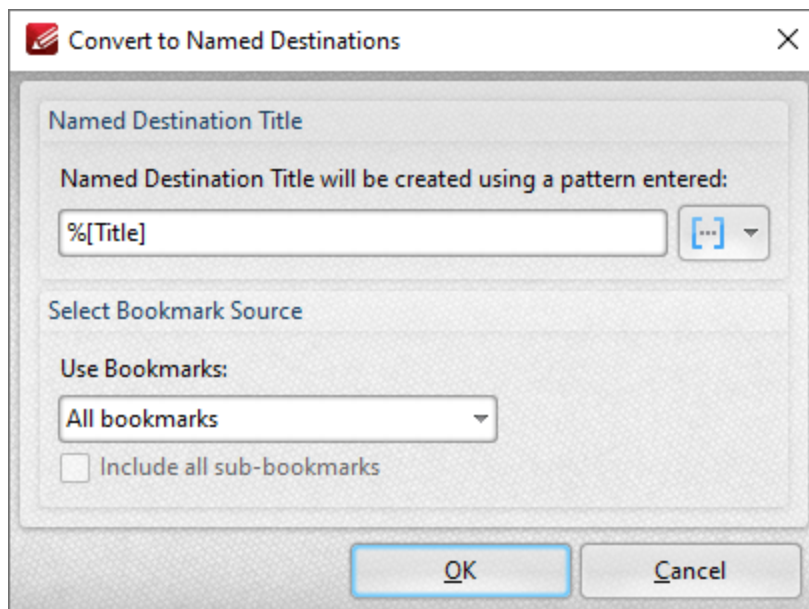 Convert to Named Destinations
Named Destination Title
Named Destination Title will be created using a pattern entered:
%[Title]
Select Bookmark Source
Use Bookmarks:
All bookmarks
Include all sub-bookmarks
OK Cancel